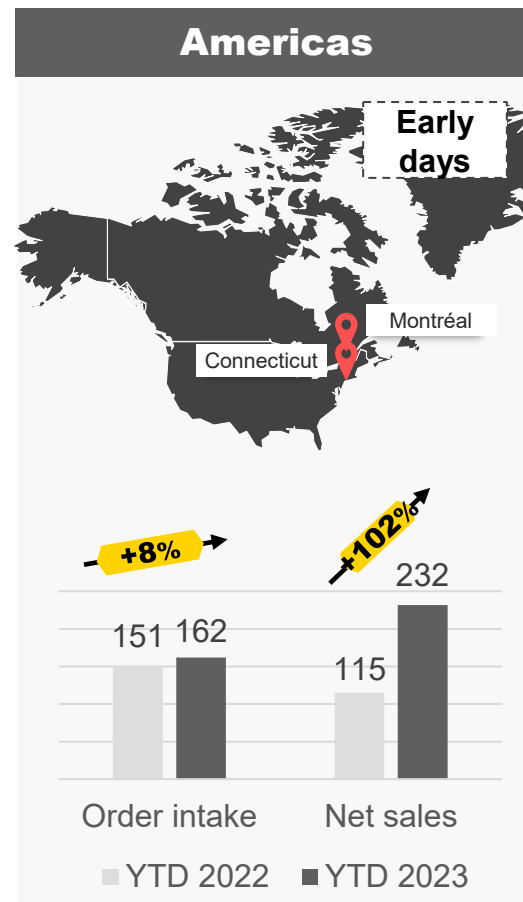 Americas
Early
days
Montréal
Connecticut
+8%
+102%
151
162
115
232
Order intake
Net sales
YTD 2022
YTD 2023